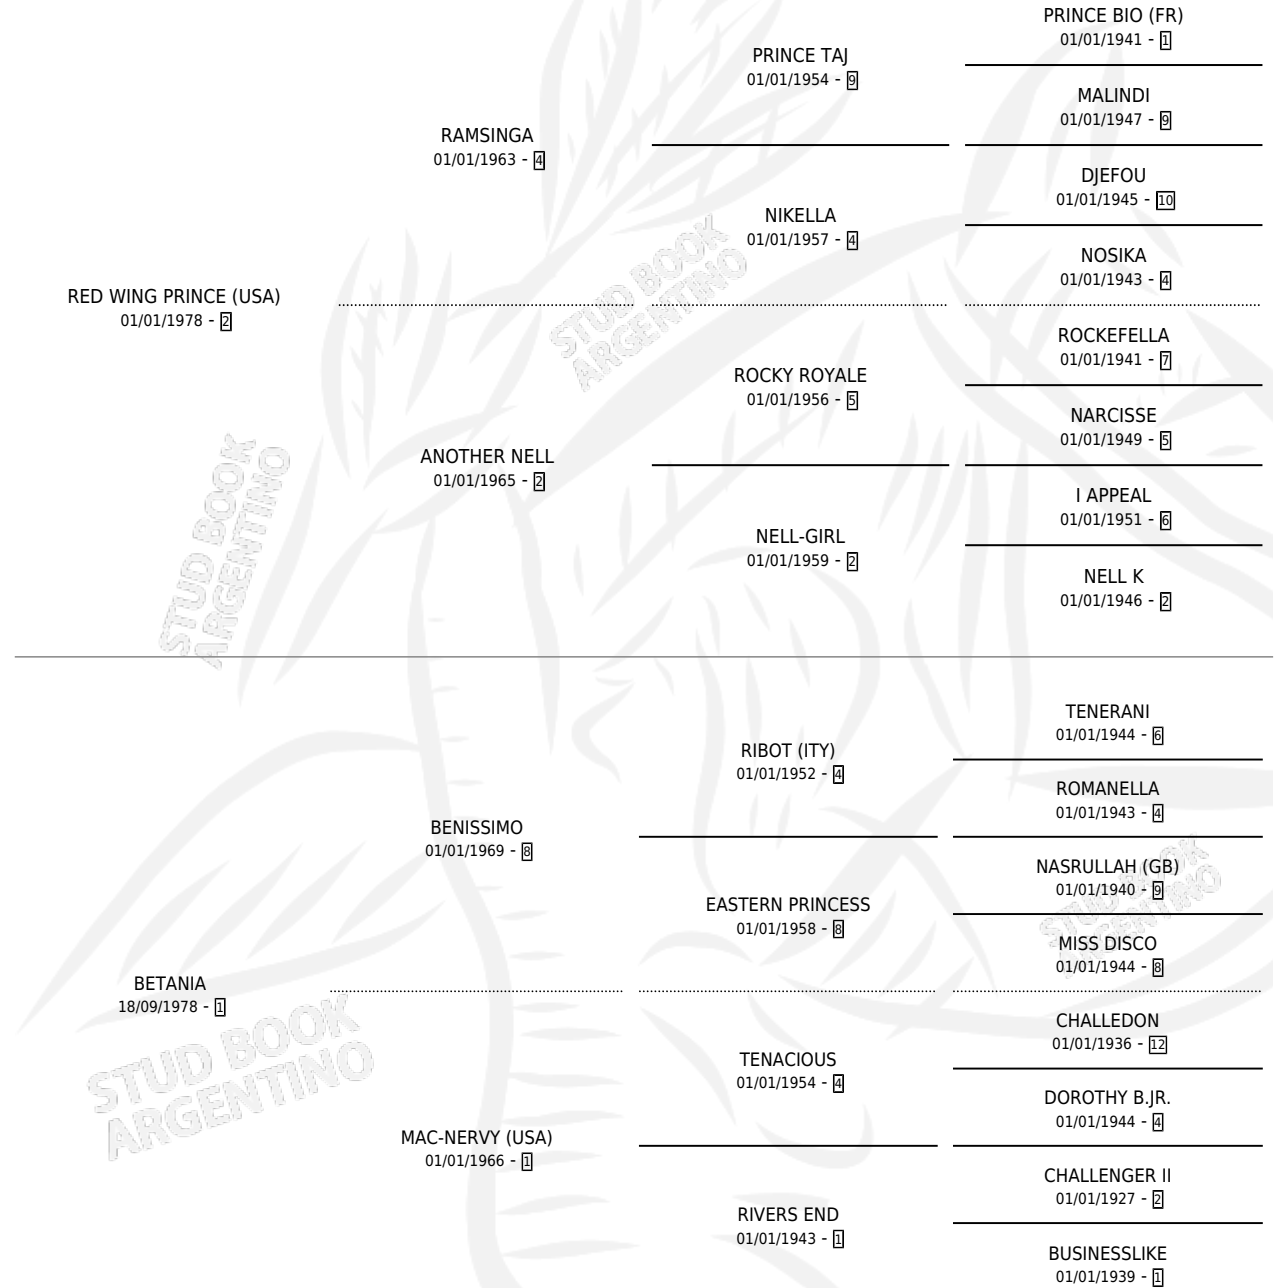 PRINCE BIO (FR)
01/01/1941 - 1
PRINCE TAJ
01/01/1954 - 9
MALINDI
01/01/1947 - 9
RAMSINGA
01/01/1963 - 4
DJEFOU
01/01/1945 - 10
NIKELLA
01/01/1957 - 4
NOSIKA
01/01/1943 - 4
RED WING PRINCE (USA)
01/01/1978 - 2
ROCKEFELLA
01/01/1941 - 7
ROCKY ROYALE
01/01/1956 - 5
NARCISSE
01/01/1949 - 5
ANOTHER NELL
01/01/1965 - 2
I APPEAL
01/01/1951 - 6
NELL-GIRL
01/01/1959 - 2
NELL K
01/01/1946 - 2
STUD BOOK
ARGENTINO
STUD BOOK
ARGENTINO
TENERANI
01/01/1944 - 6
RIBOT (ITY)
01/01/1952 - 4
ROMANELLA
01/01/1943 - 4
BENISSIMO
01/01/1969 - 8
NASRULLAH (GB)
01/01/1940 - 9
EASTERN PRINCESS
01/01/1958 - 8
MISS DISCO
01/01/1944 - 8
STUD BOOK
ARGENTINO
BETANIA
18/09/1978 - 1
CHALLEDON
01/01/1936 - 12
TENACIOUS
01/01/1954 - 4
DOROTHY B.JR.
01/01/1944 - 4
STUD BOOK
ARGENTINO
MAC-NERVY (USA)
01/01/1966 - 1
CHALLENGER II
01/01/1927 - 2
RIVERS END
01/01/1943 - 1
BUSINESSLIKE
01/01/1939 - 1